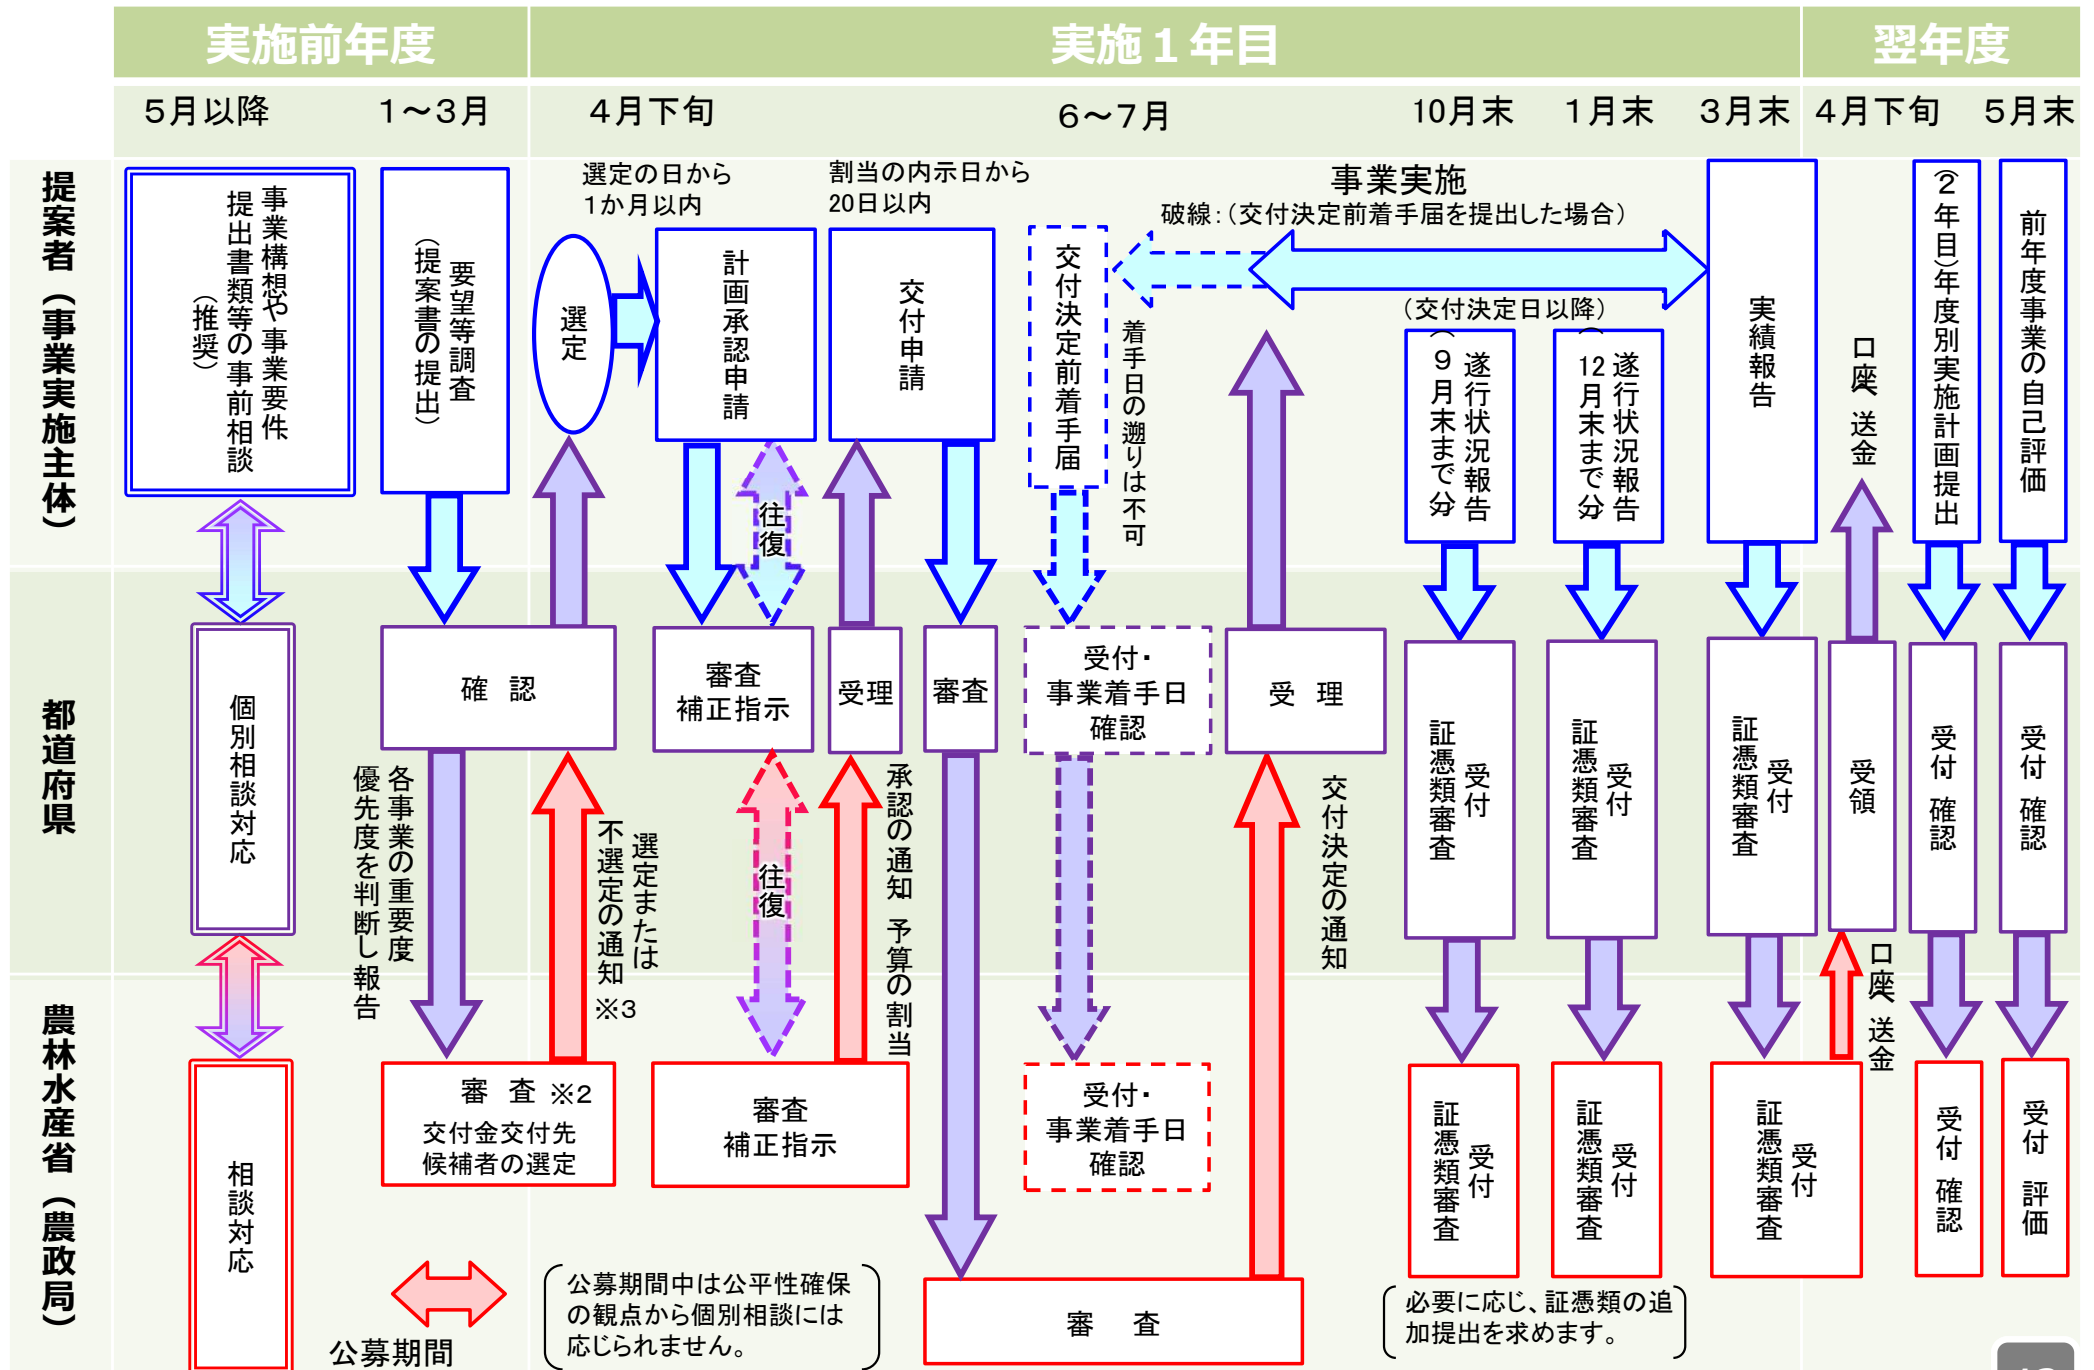 実施前年度
実施１年目
翌年度
５月以降
１～３月
４月下旬
６～７月
10月末
１月末
３月末
４月下旬
５月末
提案者（事業実施主体）
事業構想や事業要件、
提出書類等の事前相談
（推奨）
要望等調査
（提案書の提出）
選定の日から
１か月以内
選定
計画承認申請
割当の内示日から
20日以内
交付申請
交付決定前着手届
着手日の遡りは不可
事業実施
破線：（交付決定前着手届を提出した場合）
（交付決定日以降）
遂行状況報告
（９月末まで分）
遂行状況報告
（12月末まで分）
実績報告
口座へ送金
（２年目）年度別実施計画提出
前年度事業の自己評価
往復
都道府県
個別相談対応
確 認
審査
補正指示
受理
審査
受付・
事業着手日
確認
受 理
受付
証憑類審査
受付
証憑類審査
受付
証憑類審査
受領
受付・確認
受付・確認
各事業の重要度
優先度を判断し報告
選定または
不選定の通知 ※3
往復
承認の通知・予算の割当
交付決定の通知
口座へ送金
農林水産省（農政局）
相談対応
審 査 ※2
交付金交付先
候補者の選定
審査
補正指示
受付・
事業着手日
確認
受付
証憑類審査
受付
証憑類審査
受付
証憑類審査
受付・確認
受付・評価
公募期間
公募期間中は公平性確保
の観点から個別相談には
応じられません。
審 査
必要に応じ、証憑類の追
加提出を求めます。